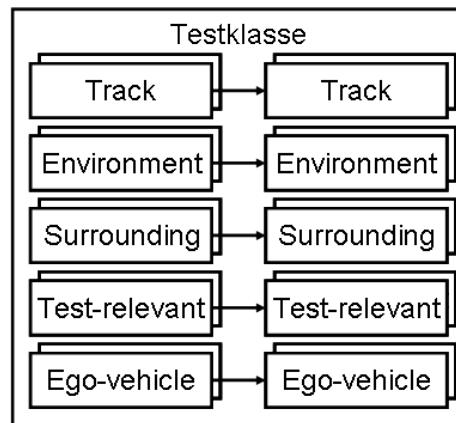 Testklasse
Track Track
Environment Environment
Surrounding Surrounding
Test-relevant Test-relevant
Ego-vehicle Ego-vehicle